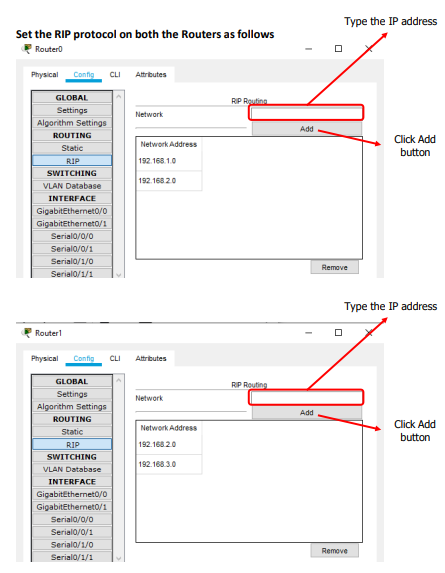 Type the IP address
Set the RIP protocol on both the Routers as follows
Router0
Physical Config CLI Attributes
GLOBAL
Settings
Algorithm Settings
ROUTING
Static
RIP
SWITCHING
VLAN Database
INTERFACE
GigabitEthernet0/0
GigabitEthernet0/1
Serial0/0/0
Serial0/0/1
Serial0/1/0
Serial0/1/1
RIP Routing
Network
Add
Network Address
192.168.1.0
192.168.2.0
Remove
Click Add
button
Type the IP address
Router1
Physical Config CLI Attributes
GLOBAL
Settings
Algorithm Settings
ROUTING
Static
RIP
SWITCHING
VLAN Database
INTERFACE
GigabitEthernet0/0
GigabitEthernet0/1
Serial0/0/0
Serial0/0/1
Serial0/1/0
Serial0/1/1
RIP Routing
Network
Add
Network Address
192.168.2.0
192.168.3.0
Remove
Click Add
button